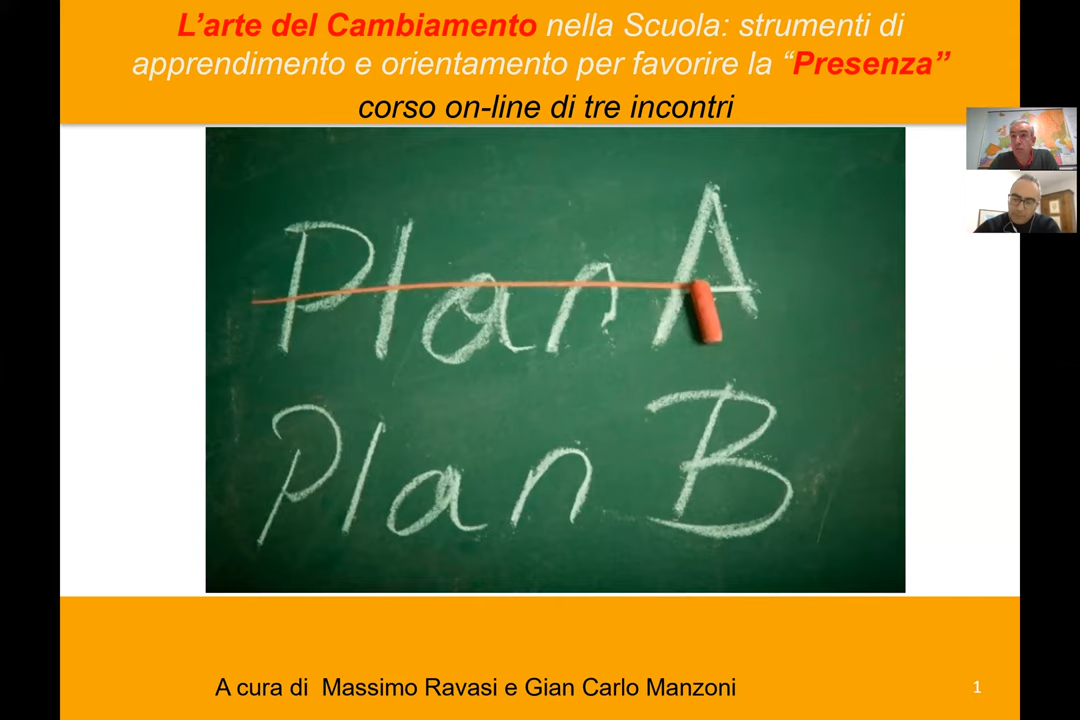 L’arte del Cambiamento nella Scuola: strumenti di
apprendimento e orientamento per favorire la “Presenza”
corso on-line di tre incontri
Plan A
Plan B
A cura di  Massimo Ravasi e Gian Carlo Manzoni
1